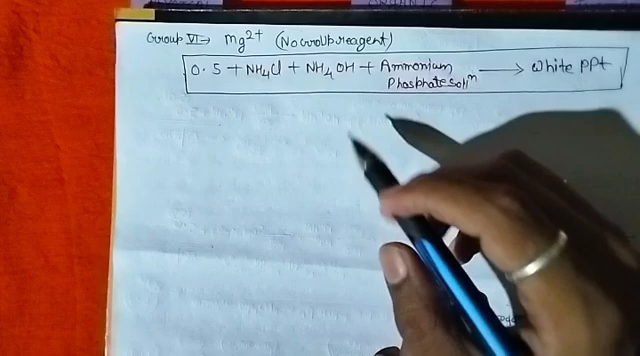 Group VI → Mg2+ (No Group reagent)
O.S + NH4Cl + NH4OH + Ammonium Phosphate soln → White PPt